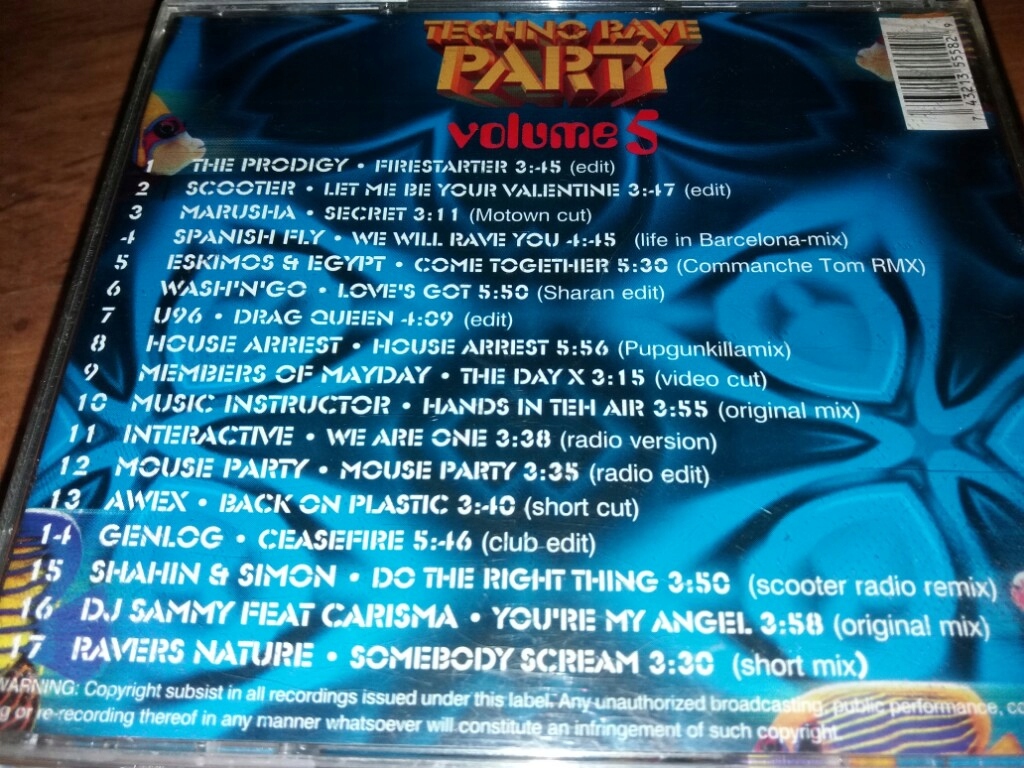 TECHNO RAVE
PARTY
volume 5
7 43213 55582 9
1 THE PRODIGY • FIRESTARTER 3:45 (edit)
2 SCOOTER • LET ME BE YOUR VALENTINE 3:47 (edit)
3 MARUSHA • SECRET 3:11 (Motown cut)
4 SPANISH FLY • WE WILL RAVE YOU 4:45 (life in Barcelona-mix)
5 ESKIMOS & EGYPT • COME TOGETHER 5:30 (Commanche Tom RMX)
6 WASH'N'GO • LOVE'S GOT 5:50 (Sharan edit)
7 U96 • DRAG QUEEN 4:09 (edit)
8 HOUSE ARREST • HOUSE ARREST 5:56 (Pupgunkillamix)
9 MEMBERS OF MAYDAY • THE DAY X 3:15 (video cut)
10 MUSIC INSTRUCTOR • HANDS IN TEH AIR 3:55 (original mix)
11 INTERACTIVE • WE ARE ONE 3:38 (radio version)
12 MOUSE PARTY • MOUSE PARTY 3:35 (radio edit)
13 AWEX • BACK ON PLASTIC 3:40 (short cut)
14 GENLOG • CEASEFIRE 5:46 (club edit)
15 SHAHIN & SIMON • DO THE RIGHT THING 3:50 (scooter radio remix)
16 DJ SAMMY FEAT CARISMA • YOU'RE MY ANGEL 3:58 (original mix)
17 RAVERS NATURE • SOMEBODY SCREAM 3:30 (short mix)
WARNING: Copyright subsist in all recordings issued under this label. Any unauthorized broadcasting, public performance,
or re-recording thereof in any manner whatsoever will constitute an infringement of such copyright